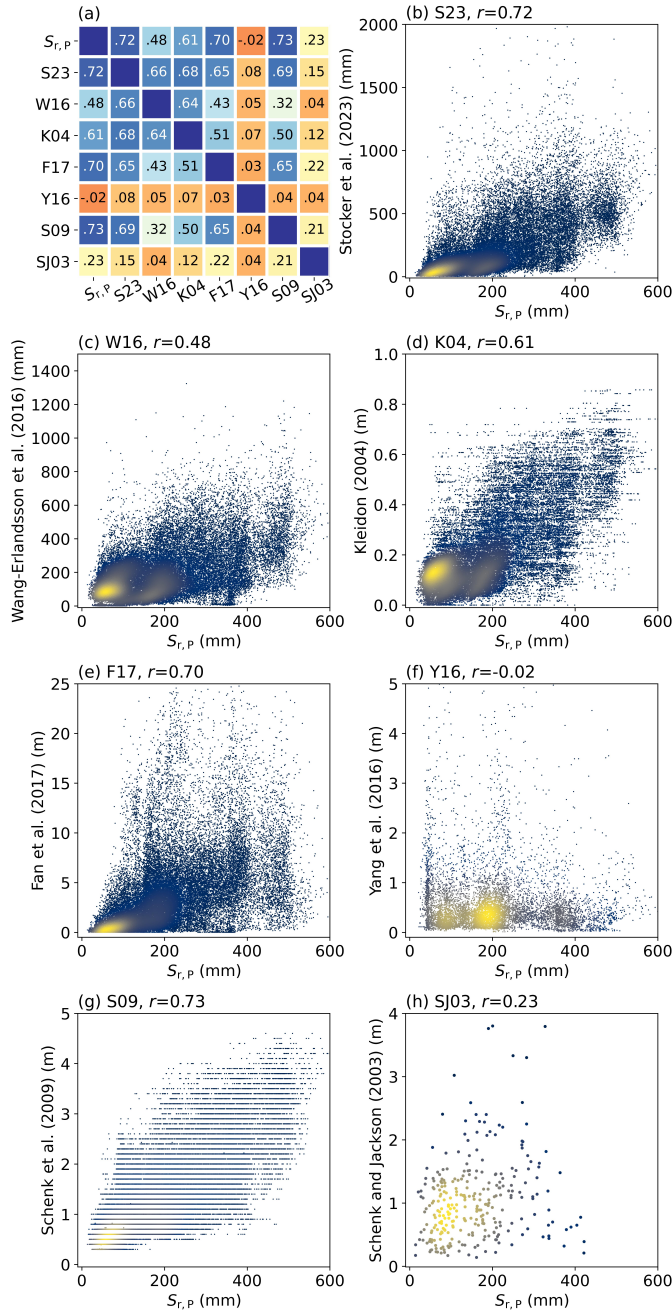 (a)
S_r,P .72 .48 .61 .70 -.02 .73 .23
S23 .72 .66 .68 .65 .08 .69 .15
W16 .48 .66 .64 .43 .05 .32 .04
K04 .61 .68 .64 .51 .07 .50 .12
F17 .70 .65 .43 .51 .03 .65 .22
Y16 -.02 .08 .05 .07 .03 .04 .04
S09 .73 .69 .32 .50 .65 .04 .21
SJ03 .23 .15 .04 .12 .22 .04 .21
S_r,P S23 W16 K04 F17 Y16 S09 SJ03
(b) S23, r=0.72
Stocker et al. (2023) (mm)
2000
1500
1000
500
0
0 200 400 600
S_r,P (mm)
(c) W16, r=0.48
Wang-Erlandsson et al. (2016) (mm)
1400
1200
1000
800
600
400
200
0
0 200 400 600
S_r,P (mm)
(d) K04, r=0.61
Kleidon (2004) (m)
1.0
0.8
0.6
0.4
0.2
0.0
0 200 400 600
S_r,P (mm)
(e) F17, r=0.70
Fan et al. (2017) (m)
25
20
15
10
5
0
0 200 400 600
S_r,P (mm)
(f) Y16, r=-0.02
Yang et al. (2016) (m)
5
4
3
2
1
0
0 200 400 600
S_r,P (mm)
(g) S09, r=0.73
Schenk et al. (2009) (m)
5
4
3
2
1
0
0 200 400 600
S_r,P (mm)
(h) SJ03, r=0.23
Schenk and Jackson (2003) (m)
4
3
2
1
0
0 200 400 600
S_r,P (mm)